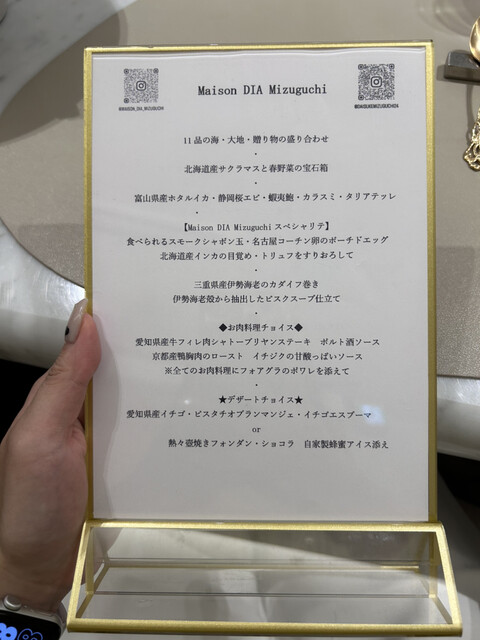 Maison DIA Mizuguchi
@MAISON_DIA_MIZUGUCHI
@DAISUKEMIZUGUCHI04
11品の海・大地・贈り物の盛り合わせ
・
北海道産サクラマスと春野菜の宝石箱
・
富山県産ホタルイカ・静岡桜エビ・蝦夷鮑・カラスミ・タリアテッレ
・
【Maison DIA Mizuguchi スペシャリテ】
食べられるスモークシャボン玉・名古屋コーチン卵のポーチドエッグ
北海道産インカの目覚め・トリュフをすりおろして
・
三重県産伊勢海老のカダイフ巻き
伊勢海老殻から抽出したビスクスープ仕立て
・
◆お肉料理チョイス◆
愛知県産牛フィレ肉シャトーブリヤンステーキ　ポルト酒ソース
京都産鴨胸肉のロースト　イチジクの甘酸っぱいソース
※全てのお肉料理にフォアグラのポワレを添えて
・
★デザートチョイス★
愛知県産イチゴ・ピスタチオブランマンジェ・イチゴエスプーマ
or
熱々壺焼きフォンダン・ショコラ　自家製蜂蜜アイス添え